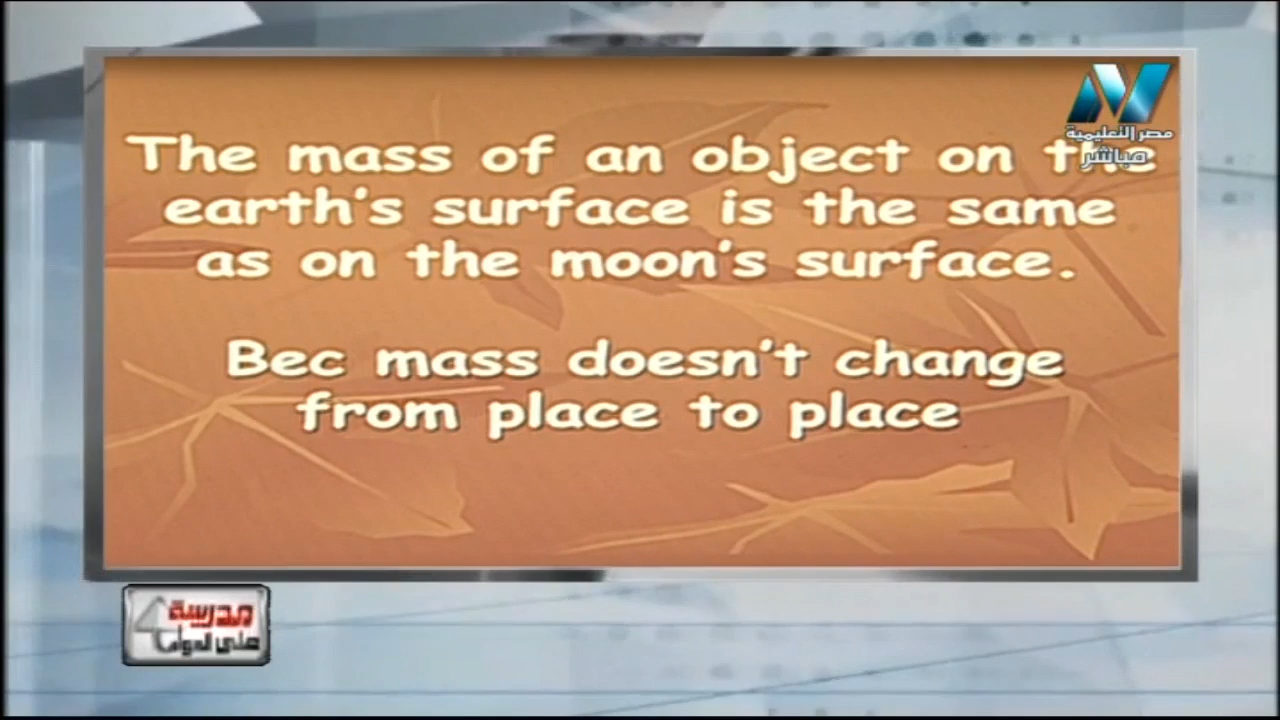 مصر التعليمية
مباشر
The mass of an object on the
earth's surface is the same
as on the moon's surface.
Bec mass doesn't change
from place to place
مدرسة
على الهواء